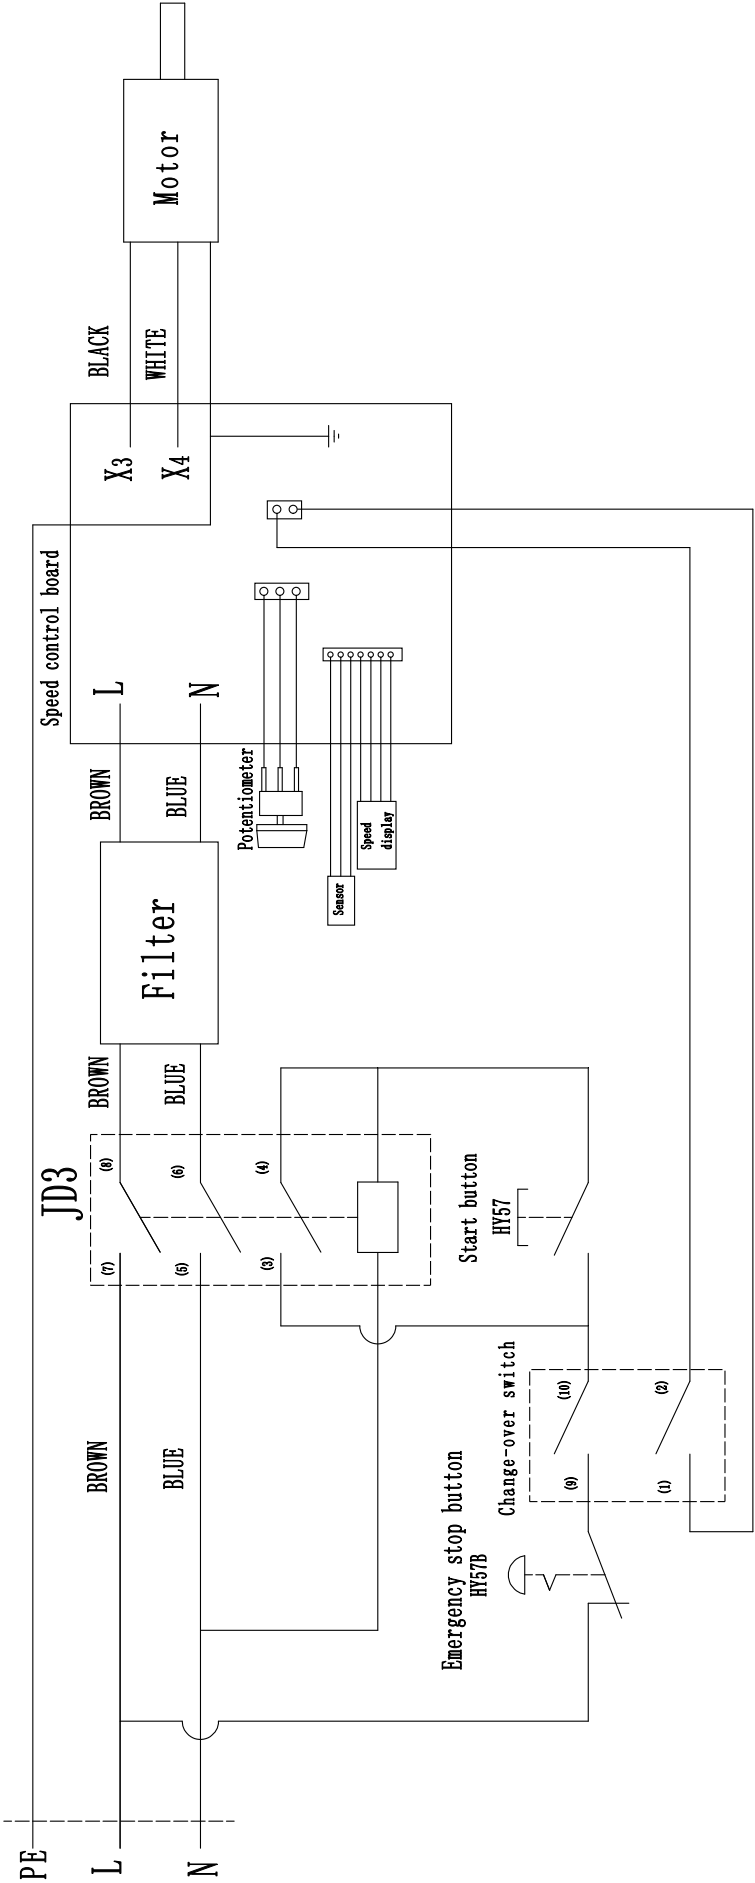 PE
L
N
BROWN
BLUE
Emergency stop button
HY57B
Change-over switch
(9)
(10)
(1)
(2)
JD3
(7)
(8)
(5)
(6)
(3)
(4)
Start button
HY57
BROWN
BLUE
Filter
BROWN
BLUE
Potentiometer
Sensor
Speed
display
Speed control board
L
N
X3
X4
BLACK
WHITE
Motor